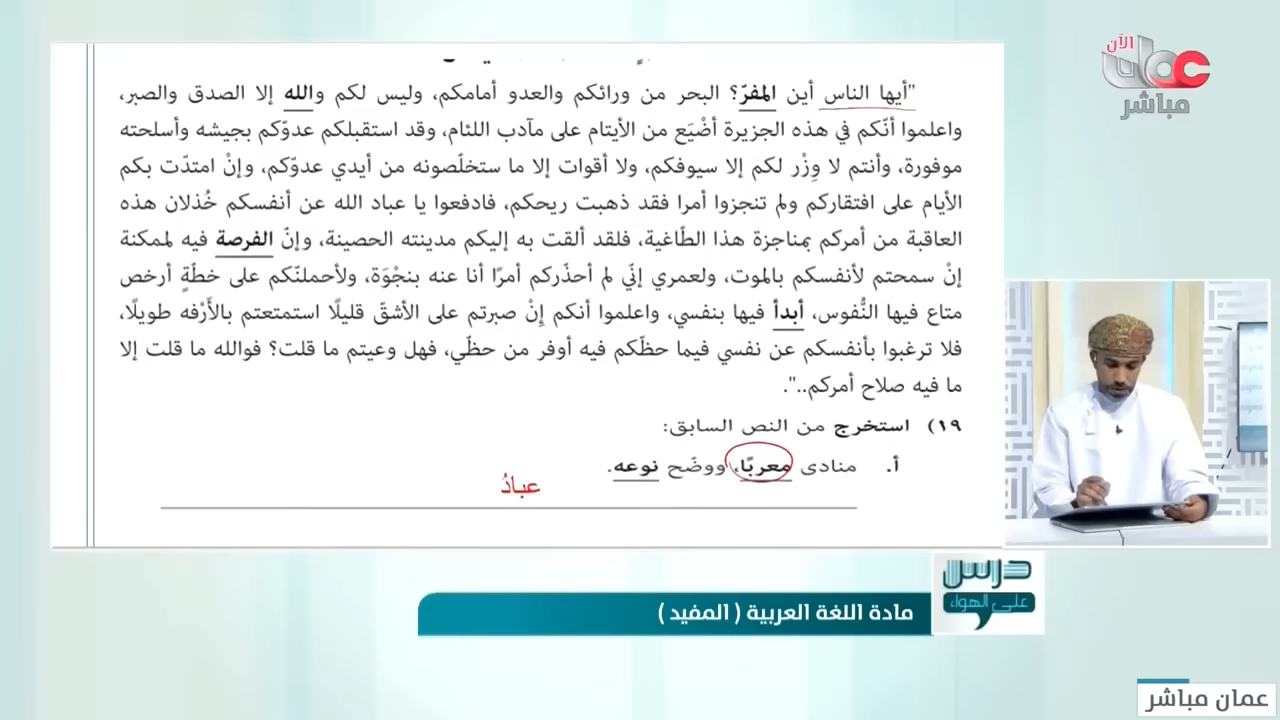 "أيها الناس أين المفرّ؟ البحر من ورائكم والعدو أمامكم، وليس لكم والله إلا الصدق والصبر،
واعلموا أنّكم في هذه الجزيرة أضْيَع من الأيتام على مآدب اللئام، وقد استقبلكم عدوّكم بجيشه وأسلحته
موفورة، وأنتم لا وِزْر لكم إلا سيوفكم، ولا أقوات إلا ما ستخلّصونه من أيدي عدوّكم، وإنْ امتدّت بكم
الأيام على افتقاركم ولم تنجزوا أمرا فقد ذهبت ريحكم، فادفعوا يا عباد الله عن أنفسكم خُذلان هذه
العاقبة من أمركم بمناجزة هذا الطّاغية، فلقد ألقت به إليكم مدينته الحصينة، وإنّ الفرصة فيه لممكنة
إنْ سمحتم لأنفسكم بالموت، ولعمري إنّي لم أحذّركم أمرًا أنا عنه بنجْوَة، ولأحملنّكم على خطّةٍ أرخص
متاع فيها النُّفوس، أبدأ فيها بنفسي، واعلموا أنكم إِنْ صبرتم على الأشقّ قليلًا استمتعتم بالأَرْفه طويلًا،
فلا ترغبوا بأنفسكم عن نفسي فيما حظّكم فيه أوفر من حظّي، فهل وعيتم ما قلت؟ فوالله ما قلت إلا
ما فيه صلاح أمركم..".
١٩) استخرج من النص السابق:
أ. منادى معربًا، ووضّح نوعه.
عبادُ
الآن
عمان
مباشر
درس
على الهواء
مادة اللغة العربية ( المفيد )
عمان مباشر